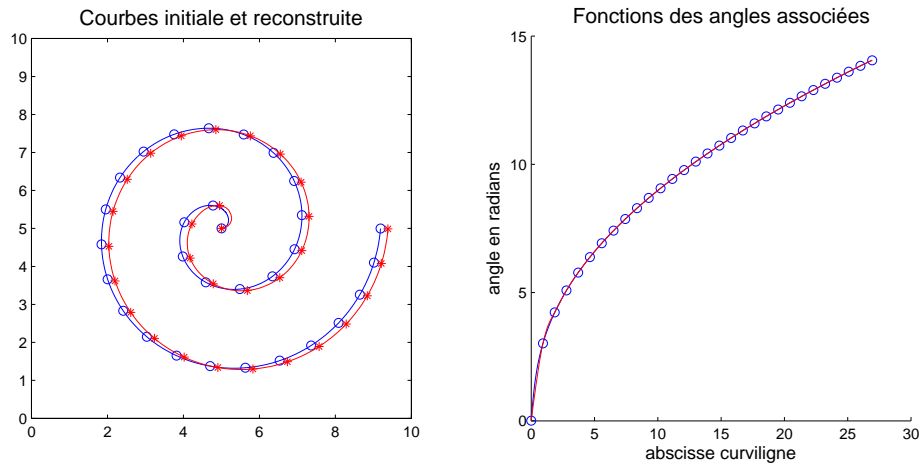 Courbes initiale et reconstruite
10
9
8
7
6
5
4
3
2
1
0
0 2 4 6 8 10
Fonctions des angles associées
angle en radians
15
10
5
0
0 5 10 15 20 25 30
abscisse curviligne